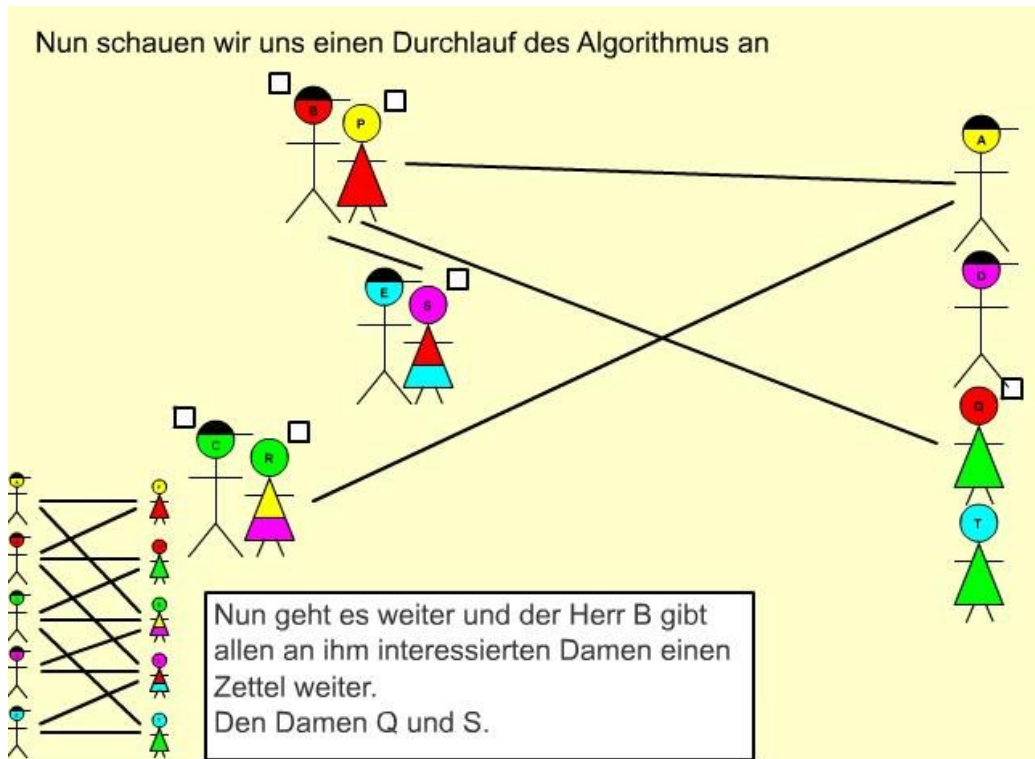 Nun schauen wir uns einen Durchlauf des Algorithmus an
B
P
A
E
S
D
C
R
Q
T
Nun geht es weiter und der Herr B gibt
allen an ihm interessierten Damen einen
Zettel weiter.
Den Damen Q und S.